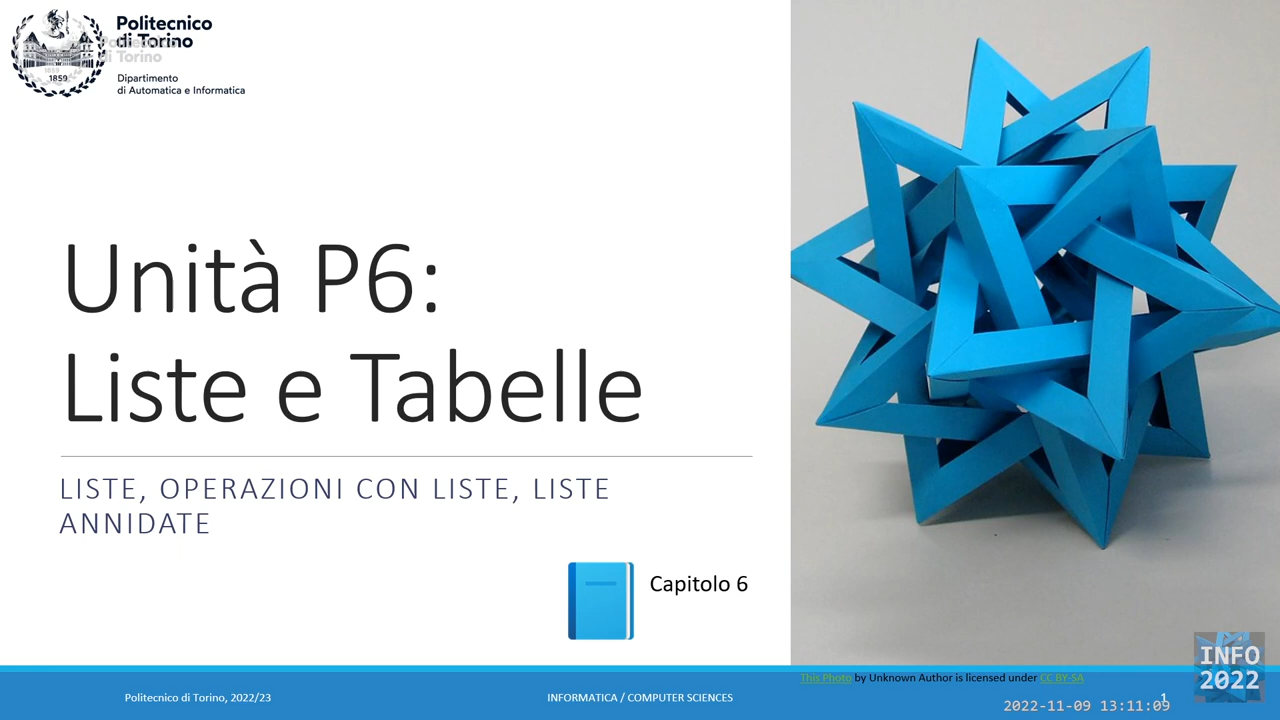 Politecnico
di Torino
1859
Dipartimento
di Automatica e Informatica
Unità P6:
Liste e Tabelle
LISTE, OPERAZIONI CON LISTE, LISTE
ANNIDATE
Capitolo 6
This Photo by Unknown Author is licensed under CC BY-SA
Politecnico di Torino, 2022/23
INFORMATICA / COMPUTER SCIENCES
1
INFO
2022
2022-11-09 13:11:09